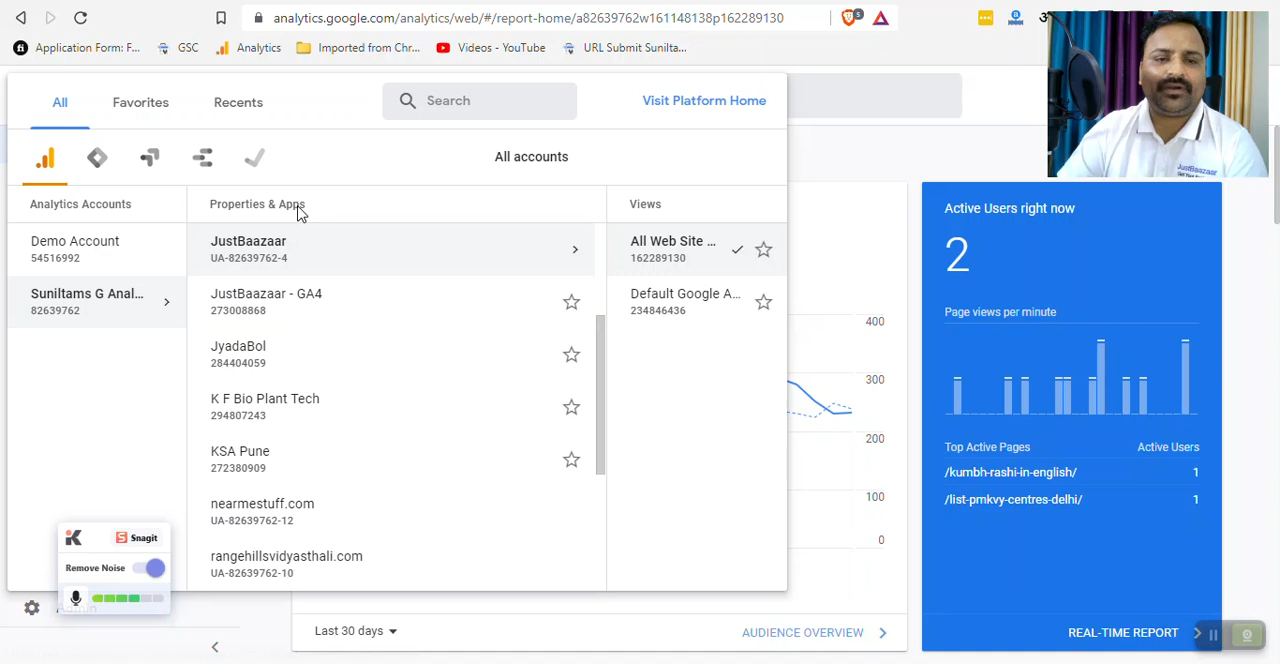 analytics.google.com/analytics/web/#/report-home/a82639762w161148138p162289130
5
Application Form: F...
GSC
Analytics
Imported from Chr...
Videos - YouTube
URL Submit Sunilta...
All
Favorites
Recents
Search
Visit Platform Home
All accounts
Analytics Accounts
Properties & Apps
Views
Demo Account
54516992
Suniltams G Anal...
82639762
JustBaazaar
UA-82639762-4
JustBaazaar - GA4
273008868
JyadaBol
284404059
K F Bio Plant Tech
294807243
KSA Pune
272380909
nearmestuff.com
UA-82639762-12
rangehillsvidyasthali.com
UA-82639762-10
All Web Site ...
162289130
Default Google A...
234846436
400
300
200
100
0
Last 30 days
AUDIENCE OVERVIEW
Active Users right now
2
Page views per minute
Top Active Pages
Active Users
/kumbh-rashi-in-english/
1
/list-pmkvy-centres-delhi/
1
REAL-TIME REPORT
Snagit
Remove Noise
Admin
JustBaazaar